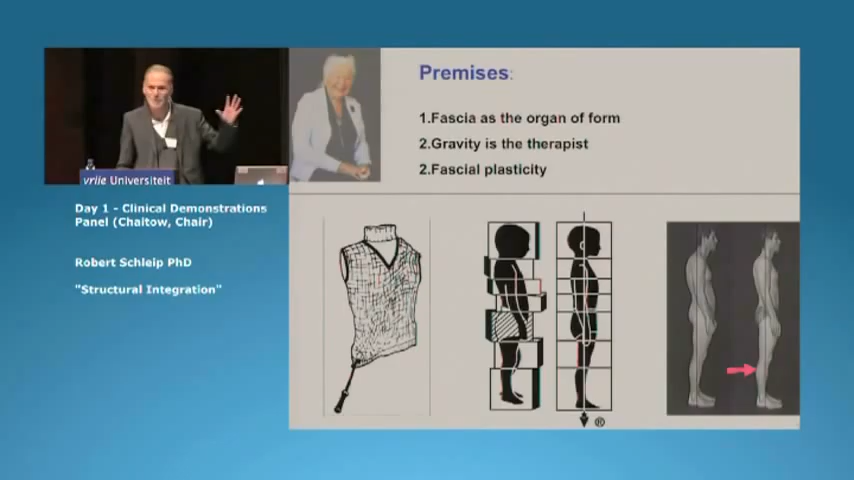 vrije Universiteit
Day 1 - Clinical Demonstrations
Panel (Chaitow, Chair)
Robert Schleip PhD
"Structural Integration"
Premises:
1.Fascia as the organ of form
2.Gravity is the therapist
2.Fascial plasticity
®